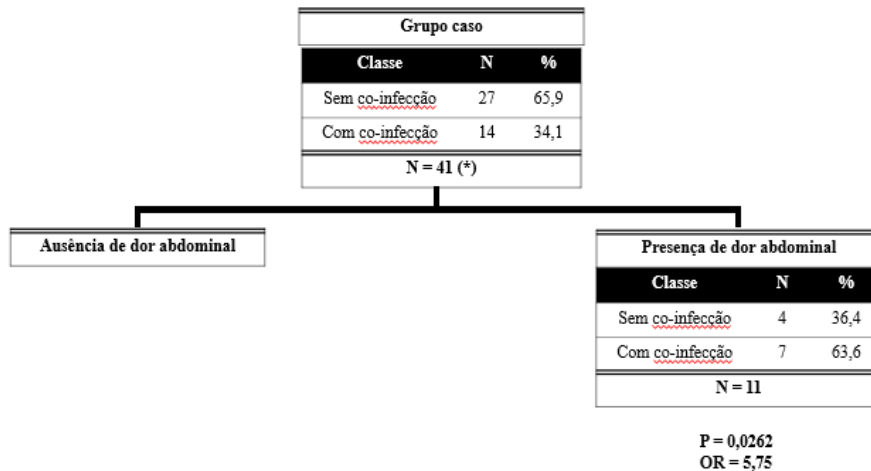 Grupo caso
Classe N %
Sem co-infecção 27 65,9
Com co-infecção 14 34,1
N = 41 (*)
Ausência de dor abdominal
Presença de dor abdominal
Classe N %
Sem co-infecção 4 36,4
Com co-infecção 7 63,6
N = 11
P = 0,0262
OR = 5,75